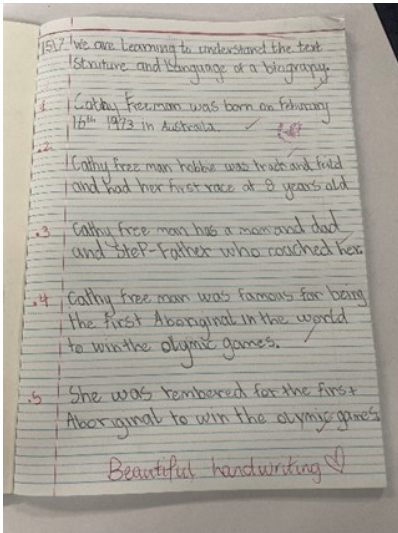 15\7 we are Learning to understand the text
Struture and Language of a biograpy.
.1 Cathy Freeman was born on Feburary
16th 1973 in Australia.
.2
Cathy free man hobbie was track and feild
and had her first race at 8 years old
.3 Cathy free man has a mom and dad
and Step-Father who coached her.
.4 Cathy free man was famous for being
the first Aboriginal in the world
to win the olymic games.
.5 She was rembered for the first
Aboriginal to win the olymic games
Beautiful handwriting